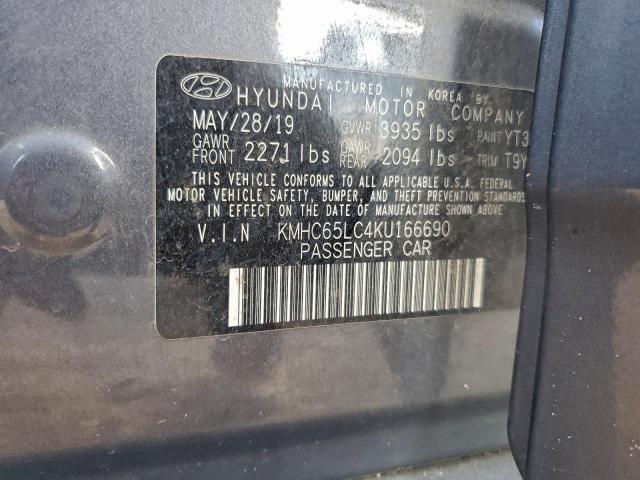 MANUFACTURED IN KOREA BY
HYUNDAI MOTOR COMPANY
MAY/28/19 GVWR 3935 lbs PAINT YT3
GAWR FRONT 2271 lbs GAWR REAR 2094 lbs TRIM T9Y
THIS VEHICLE CONFORMS TO ALL APPLICABLE U.S.A. FEDERAL
MOTOR VEHICLE SAFETY, BUMPER, AND THEFT PREVENTION STANDARDS
IN EFFECT ON THE DATE OF MANUFACTURE SHOWN ABOVE.
V.I.N KMHC65LC4KU166690
PASSENGER CAR